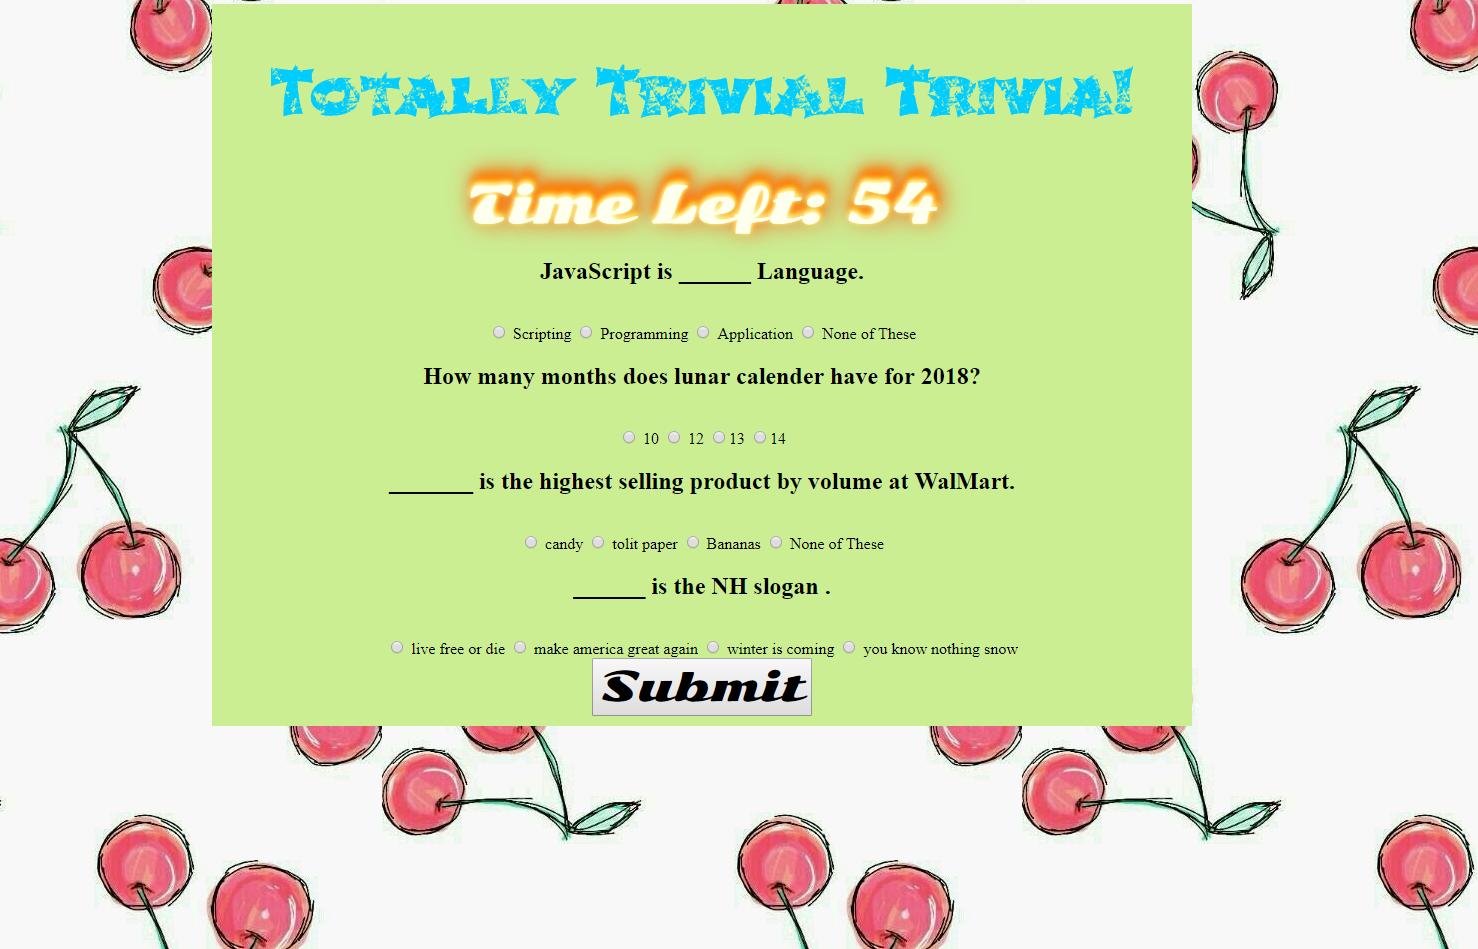 Totally Trivial Trivia!
Time Left: 54
JavaScript is ______ Language.
Scripting Programming Application None of These
How many months does lunar calender have for 2018?
10 12 13 14
_______ is the highest selling product by volume at WalMart.
candy tolit paper Bananas None of These
______ is the NH slogan .
live free or die make america great again winter is coming you know nothing snow
Submit